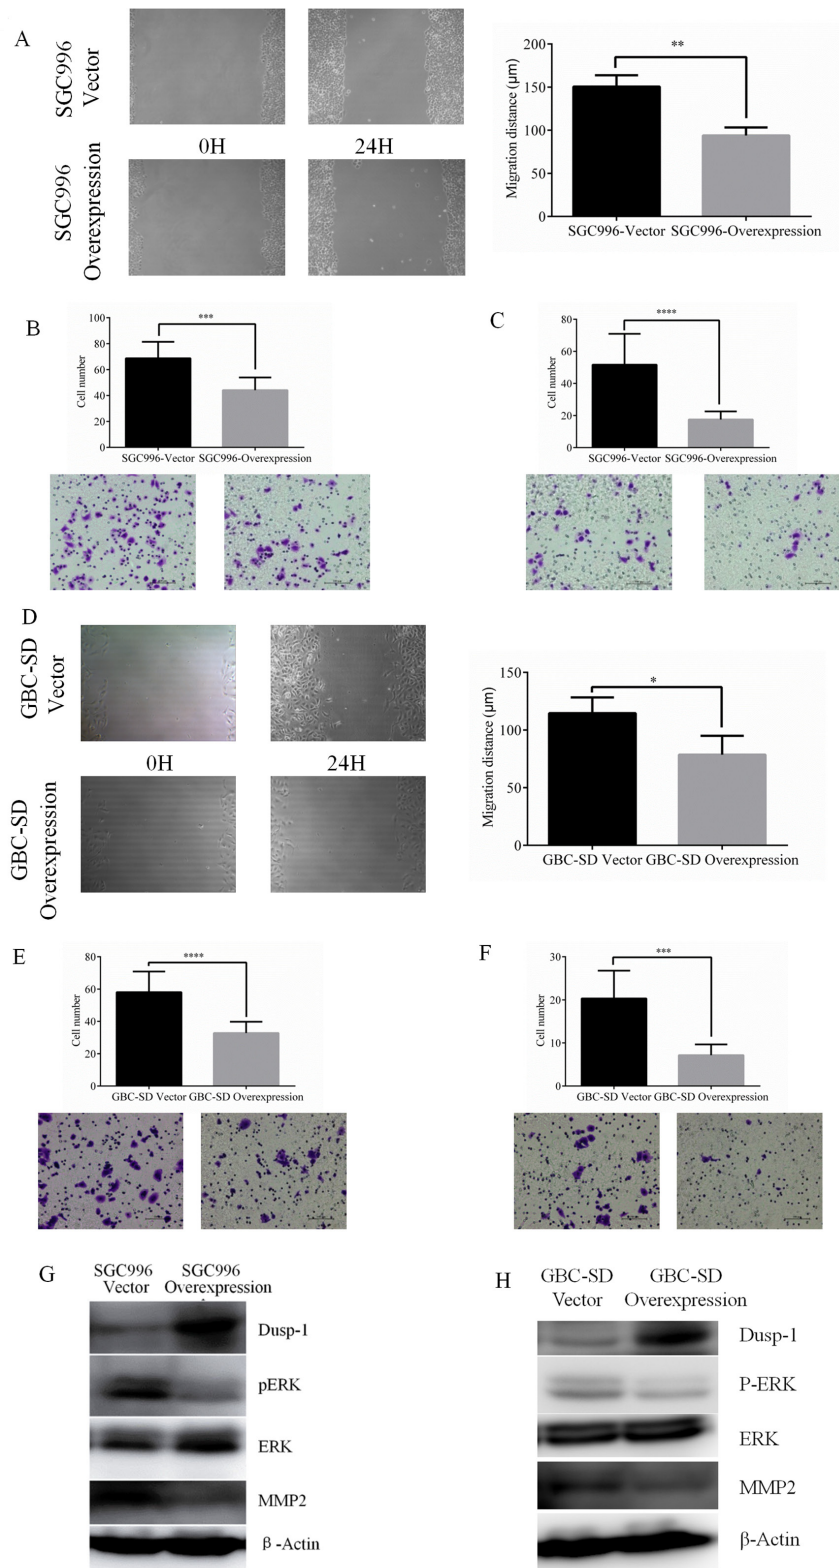 A
SGC996
Vector
0H
24H
SGC996
Overexpression
Migration distance (μm)
200
150
100
50
0
**
SGC996-Vector SGC996-Overexpression
B
Cell number
100
80
60
40
20
0
***
SGC996-Vector SGC996-Overexpression
C
Cell number
80
60
40
20
0
****
SGC996-Vector SGC996-Overexpression
D
GBC-SD
Vector
0H
24H
GBC-SD
Overexpression
Migration distance (μm)
150
100
50
0
*
GBC-SD Vector GBC-SD Overexpression
E
Cell number
80
60
40
20
0
****
GBC-SD Vector GBC-SD Overexpression
F
Cell number
30
20
10
0
***
GBC-SD Vector GBC-SD Overexpression
G
SGC996
Vector
SGC996
Overexpression
Dusp-1
pERK
ERK
MMP2
β-Actin
H
GBC-SD
Vector
GBC-SD
Overexpression
Dusp-1
P-ERK
ERK
MMP2
β-Actin